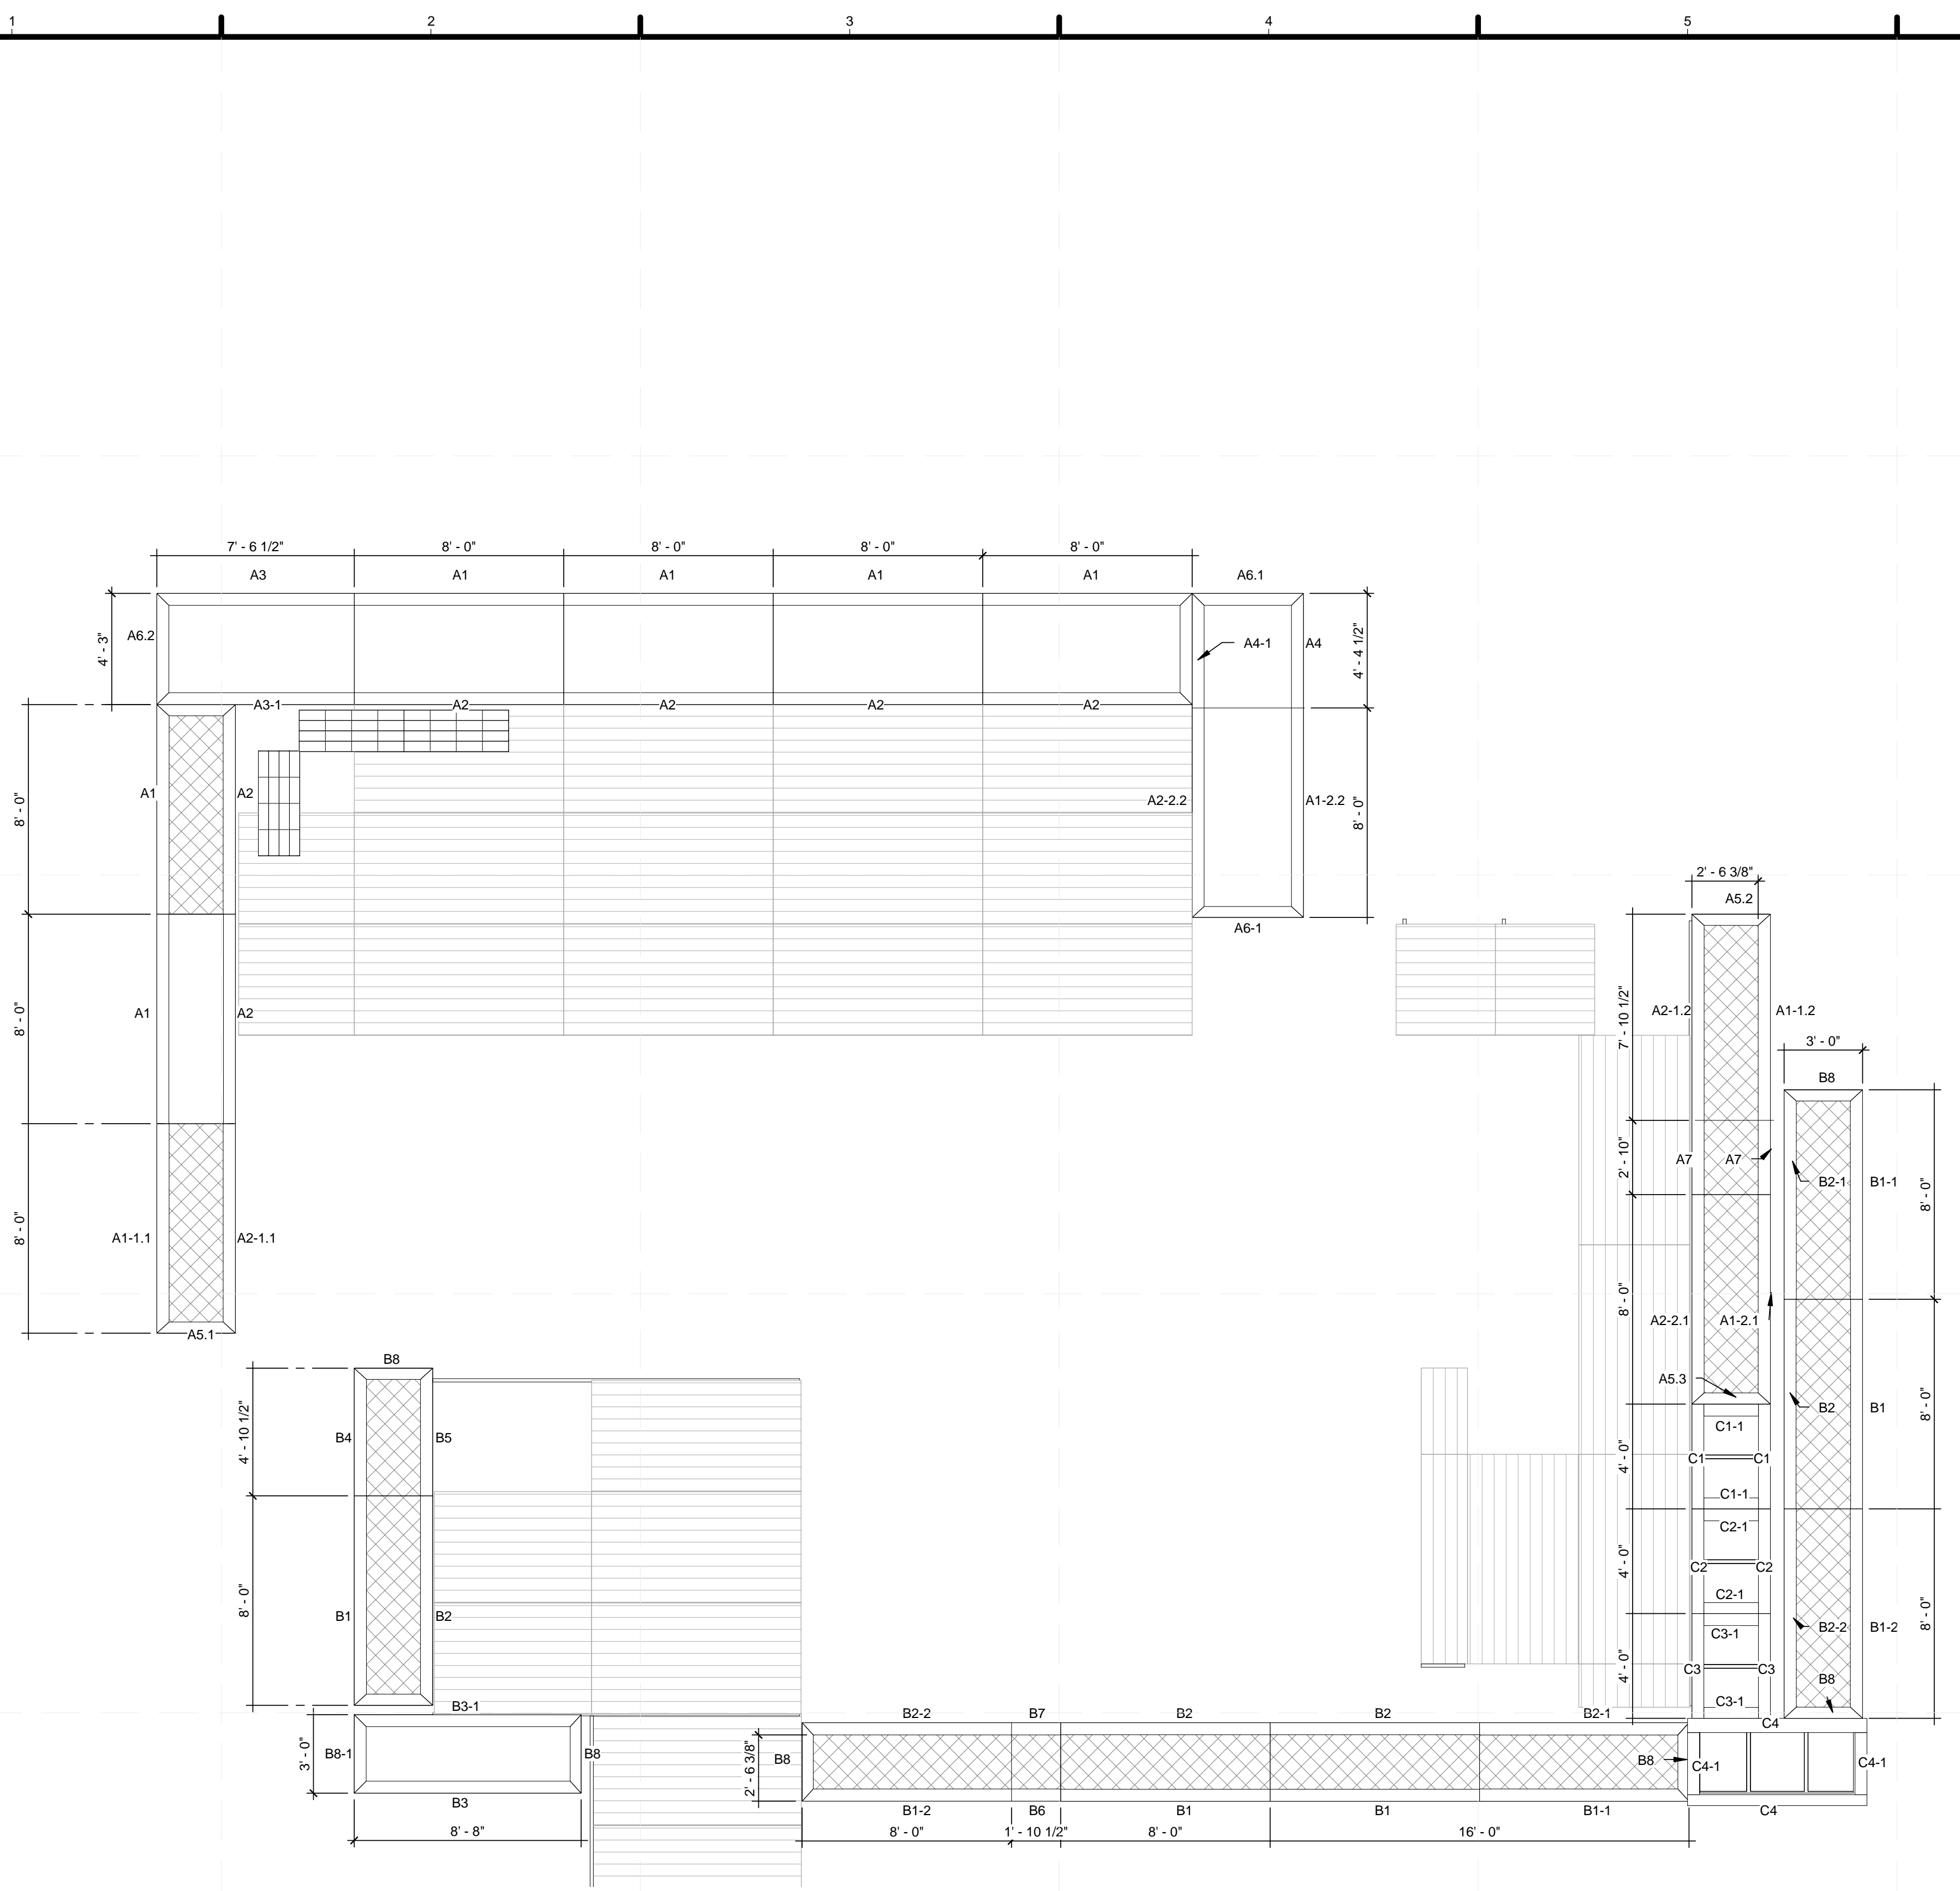 1 2 3 4 5
7' - 6 1/2" 8' - 0" 8' - 0" 8' - 0" 8' - 0"
A3 A1 A1 A1 A1 A6.1
4' - 3" A6.2 A4-1 A4 4' - 4 1/2"
A3-1 A2 A2 A2 A2
8' - 0" A1 A2 A2-2.2 A1-2.2 8' - 0"
2' - 6 3/8"
A5.2
A6-1
8' - 0" A1 A2 7' - 10 1/2" A2-1.2 A1-1.2
3' - 0"
B8
2' - 10" A7 A7 B2-1 B1-1 8' - 0"
8' - 0" A1-1.1 A2-1.1
8' - 0" A2-2.1 A1-2.1
A5.1
B8 A5.3
B2 B1 8' - 0"
4' - 10 1/2" B4 B5 C1-1
4' - 0" C1 C1
C1-1
C2-1
4' - 0" C2 C2
C2-1
8' - 0" B1 B2 C3-1 B2-2 B1-2 8' - 0"
4' - 0" C3 C3 B8
B3-1 C3-1
B2-2 B7 B2 B2 B2-1 C4
3' - 0" B8-1 B8 2' - 6 3/8" B8 B8 C4-1 C4-1
B3 B1-2 B6 B1 B1 B1-1 C4
8' - 8" 8' - 0" 1' - 10 1/2" 8' - 0" 16' - 0"